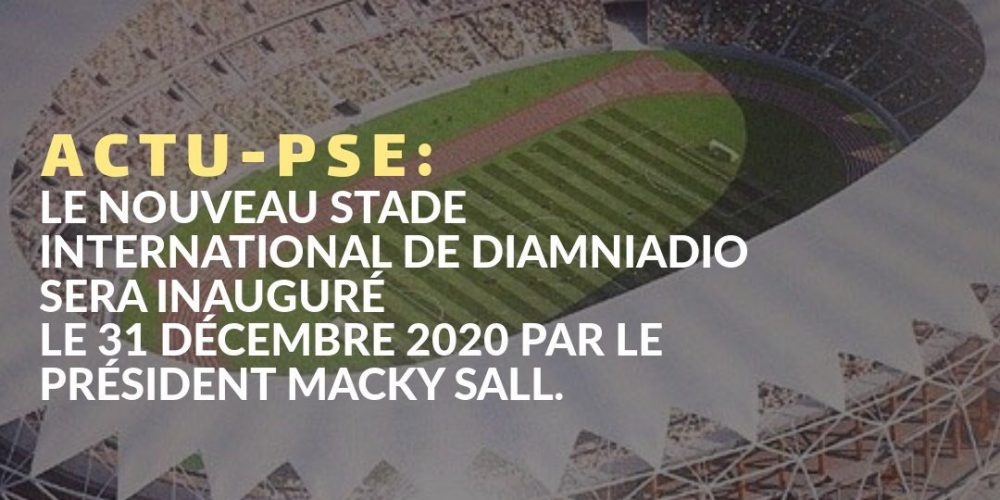 ACTU-PSE:
LE NOUVEAU STADE
INTERNATIONAL DE DIAMNIADIO
SERA INAUGURÉ
LE 31 DÉCEMBRE 2020 PAR LE
PRÉSIDENT MACKY SALL.